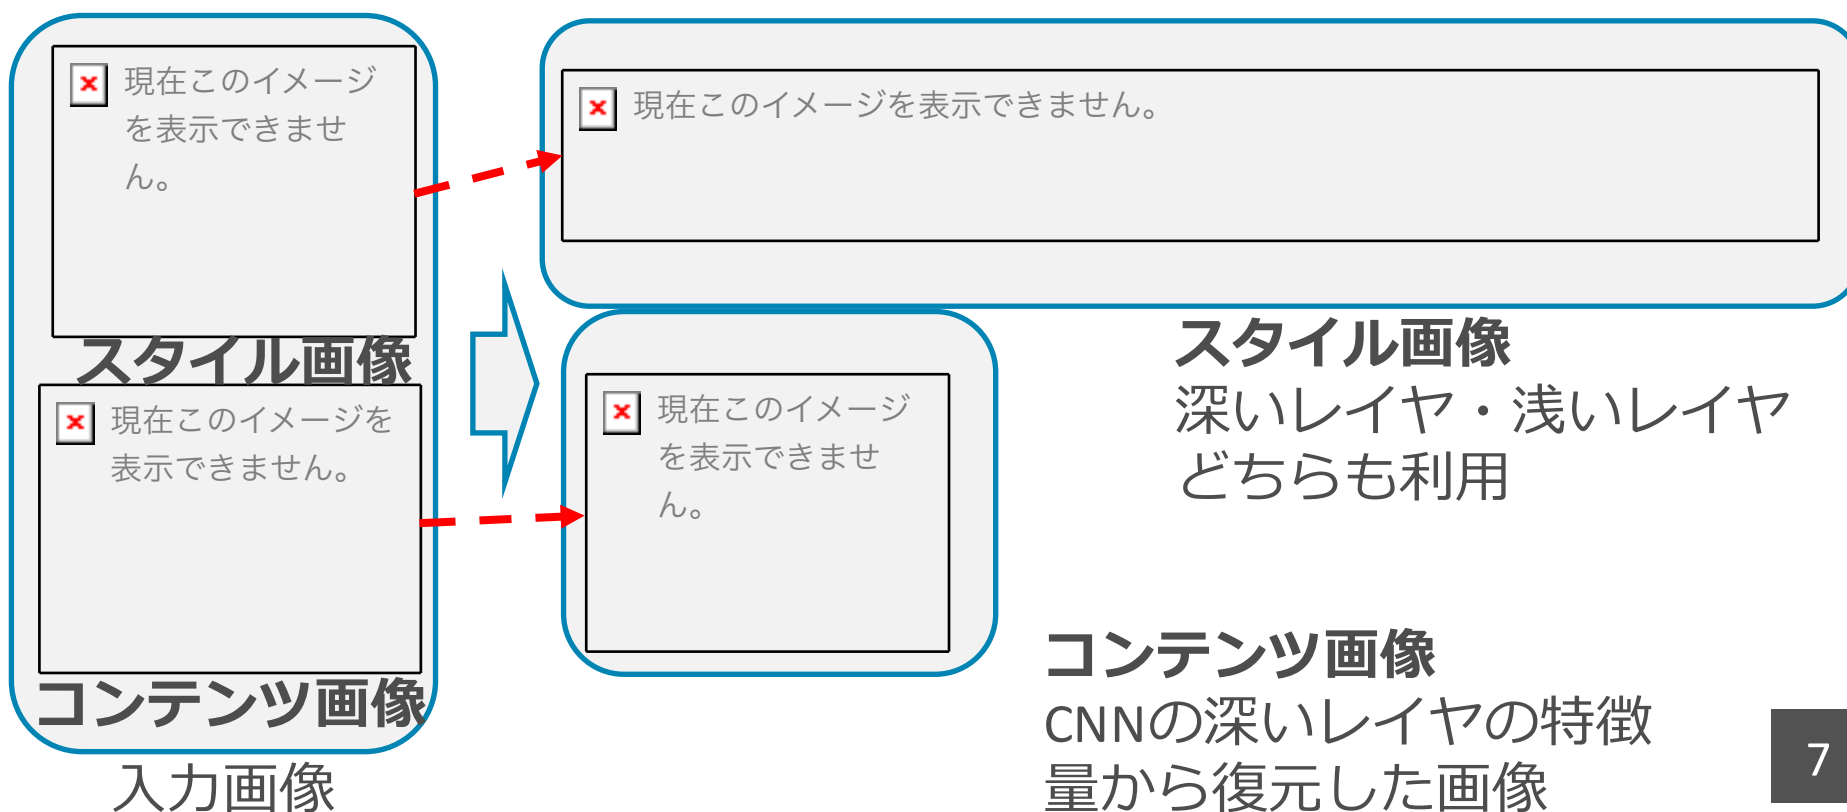 現在このイメージ
を表示できませ
ん。
スタイル画像
現在このイメージを
表示できません。
コンテンツ画像
入力画像
現在このイメージを表示できません。
スタイル画像
深いレイヤ・浅いレイヤ
どちらも利用
現在このイメージ
を表示できませ
ん。
コンテンツ画像
CNNの深いレイヤの特徴
量から復元した画像
7